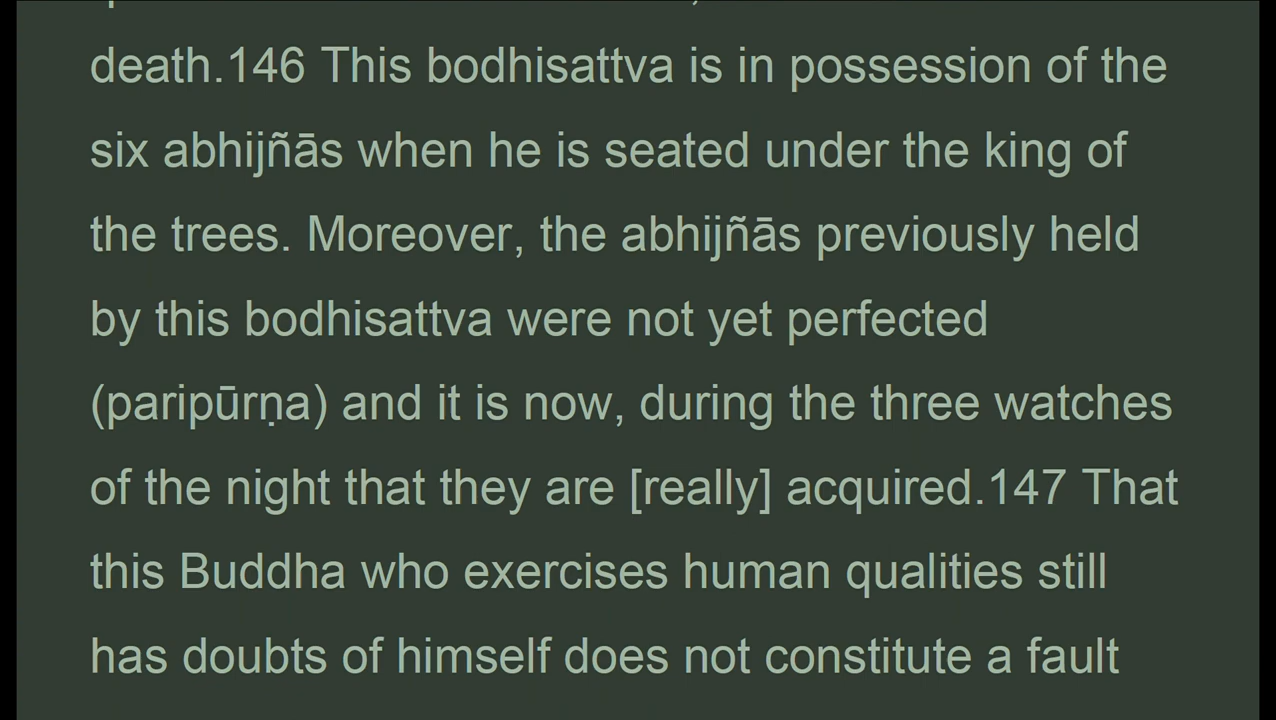 death.146 This bodhisattva is in possession of the
six abhijñās when he is seated under the king of
the trees. Moreover, the abhijñās previously held
by this bodhisattva were not yet perfected
(paripūrṇa) and it is now, during the three watches
of the night that they are [really] acquired.147 That
this Buddha who exercises human qualities still
has doubts of himself does not constitute a fault